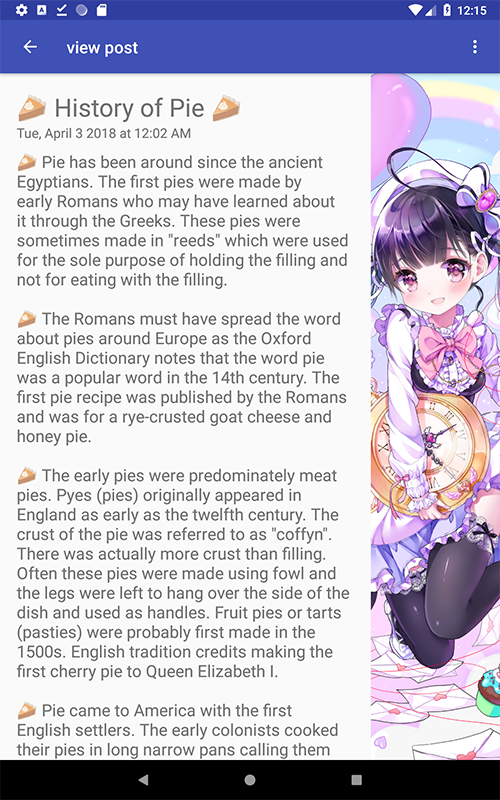 12:15
view post
🥧 History of Pie 🥧
Tue, April 3 2018 at 12:02 AM
🥧 Pie has been around since the ancient
Egyptians. The first pies were made by
early Romans who may have learned about
it through the Greeks. These pies were
sometimes made in "reeds" which were used
for the sole purpose of holding the filling and
not for eating with the filling.
🥧 The Romans must have spread the word
about pies around Europe as the Oxford
English Dictionary notes that the word pie
was a popular word in the 14th century. The
first pie recipe was published by the Romans
and was for a rye-crusted goat cheese and
honey pie.
🥧 The early pies were predominately meat
pies. Pyes (pies) originally appeared in
England as early as the twelfth century. The
crust of the pie was referred to as "coffyn".
There was actually more crust than filling.
Often these pies were made using fowl and
the legs were left to hang over the side of the
dish and used as handles. Fruit pies or tarts
(pasties) were probably first made in the
1500s. English tradition credits making the
first cherry pie to Queen Elizabeth I.
🥧 Pie came to America with the first
English settlers. The early colonists cooked
their pies in long narrow pans calling them